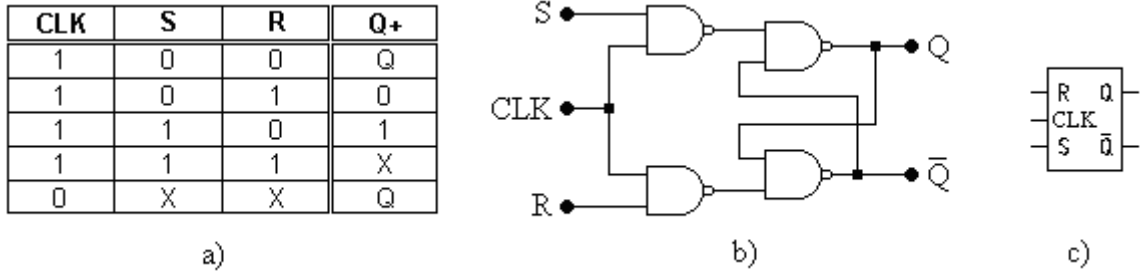 CLK S R Q+
1 0 0 Q
1 0 1 0
1 1 0 1
1 1 1 X
0 X X Q
a)
S
CLK
R
Q
Q̅
b)
R Q
CLK
S Q̅
c)